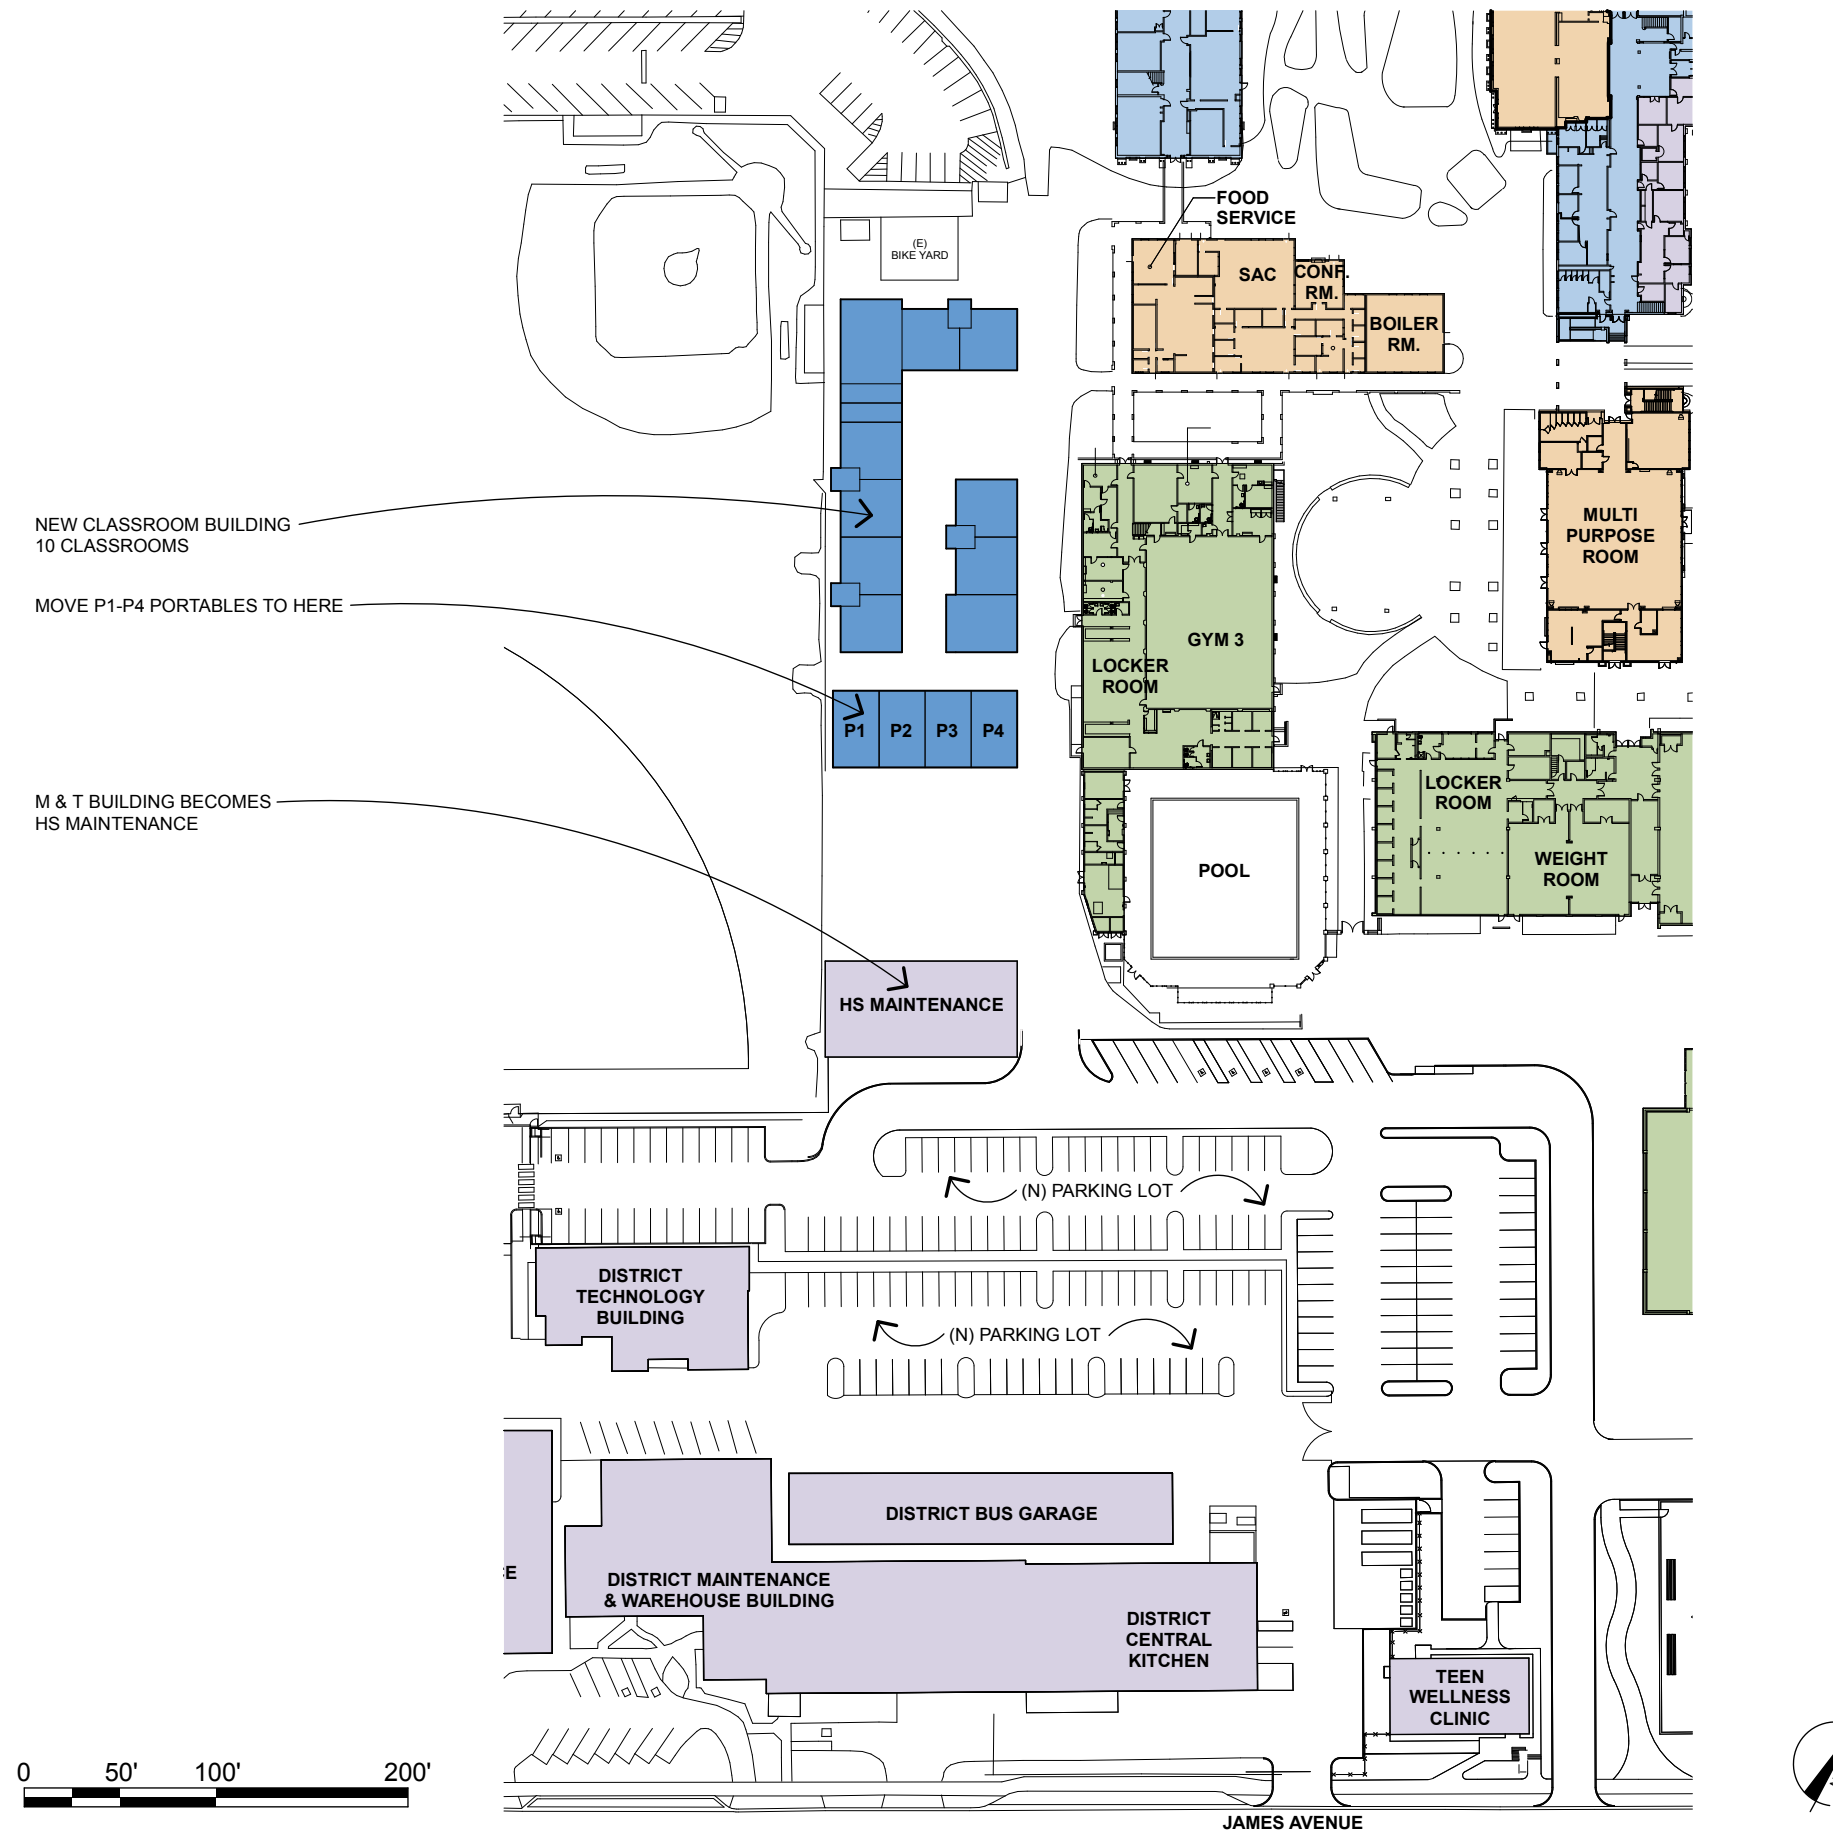 FOOD
SERVICE
(E)
BIKE YARD
SAC
CONF.
RM.
BOILER
RM.
NEW CLASSROOM BUILDING
10 CLASSROOMS
MULTI
PURPOSE
ROOM
MOVE P1-P4 PORTABLES TO HERE
GYM 3
LOCKER
ROOM
P1
P2
P3
P4
M & T BUILDING BECOMES
HS MAINTENANCE
LOCKER
ROOM
WEIGHT
ROOM
POOL
HS MAINTENANCE
(N) PARKING LOT
DISTRICT
TECHNOLOGY
BUILDING
(N) PARKING LOT
DISTRICT BUS GARAGE
DISTRICT MAINTENANCE
& WAREHOUSE BUILDING
DISTRICT
CENTRAL
KITCHEN
TEEN
WELLNESS
CLINIC
0 50' 100' 200'
JAMES AVENUE